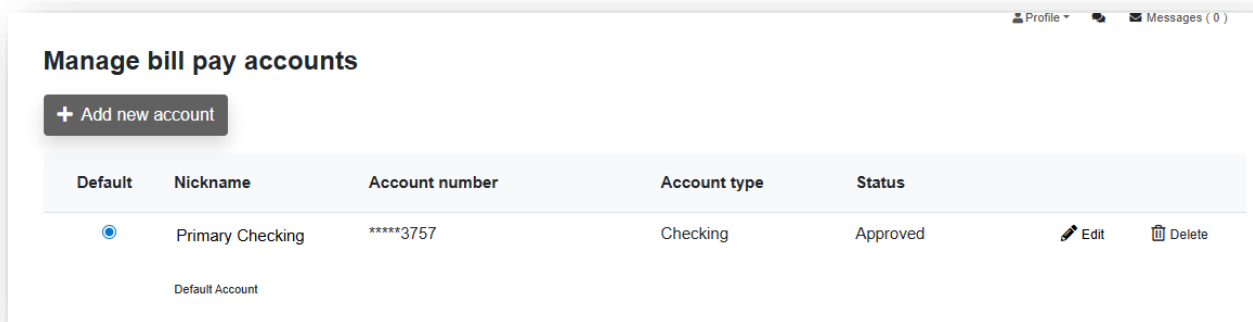 Profile Messages ( 0 )
Manage bill pay accounts
+ Add new account
Default Nickname Account number Account type Status
Primary Checking *****3757 Checking Approved Edit Delete
Default Account